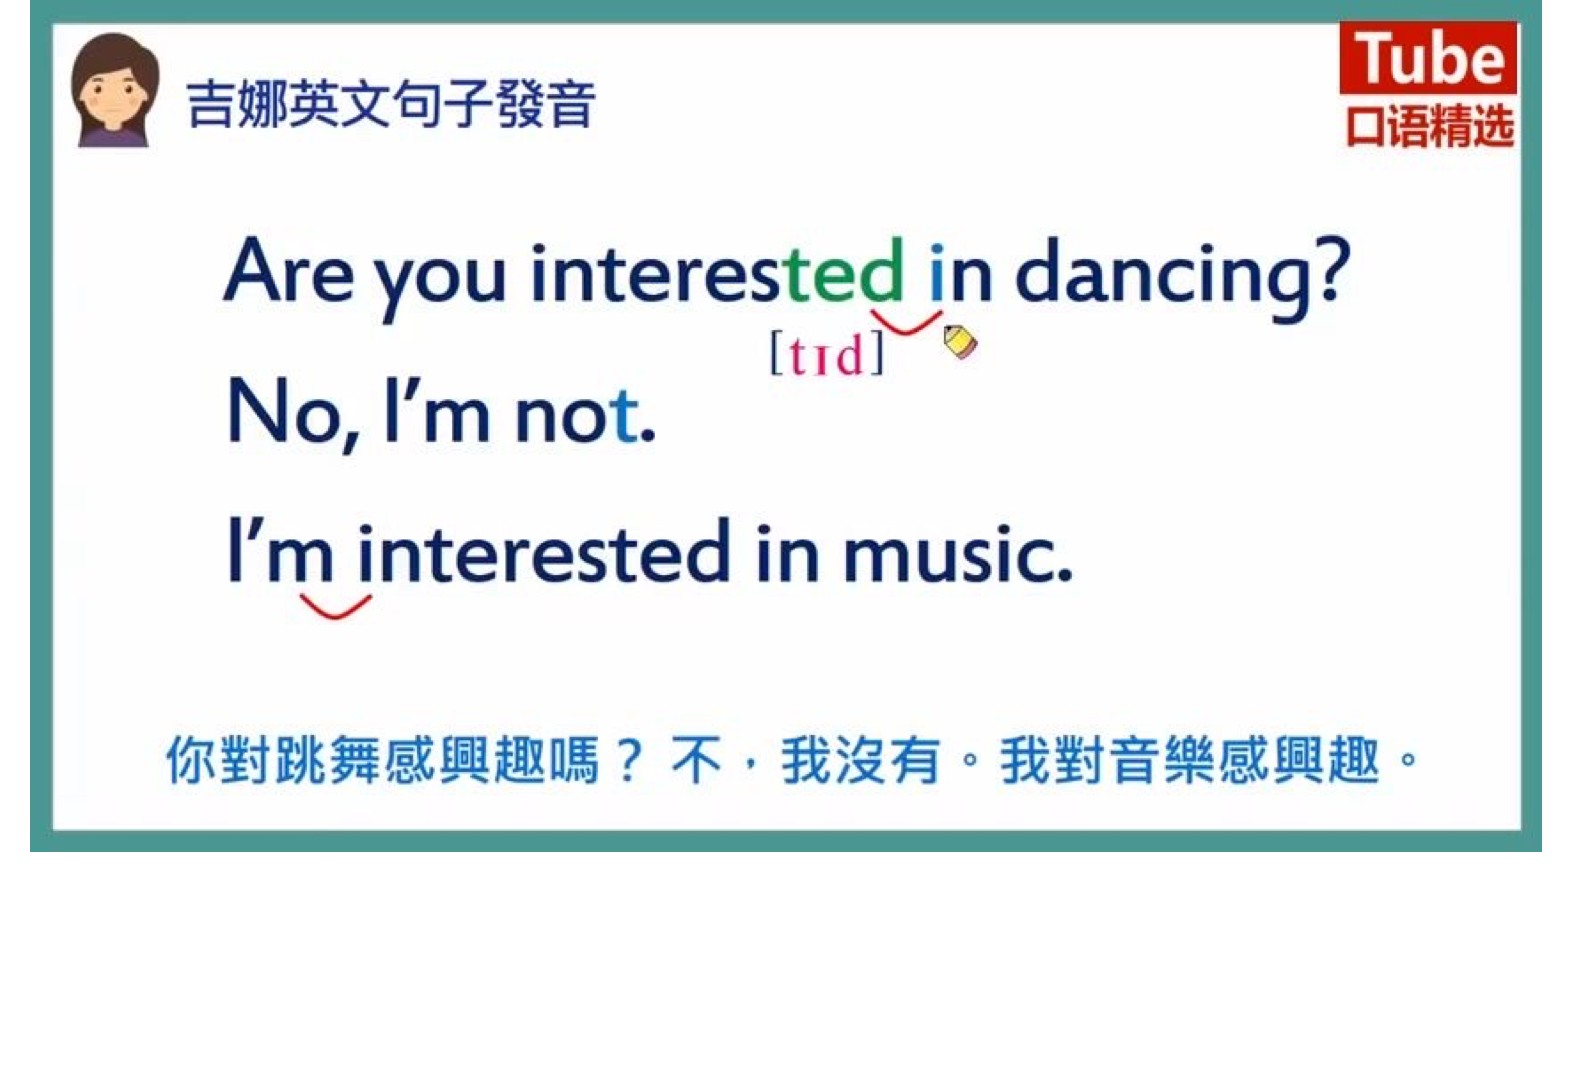 吉娜英文句子發音
Tube
口语精选
Are you interested in dancing?
[tɪd]
No, I’m not.
I’m interested in music.
你對跳舞感興趣嗎？不，我沒有。我對音樂感興趣。